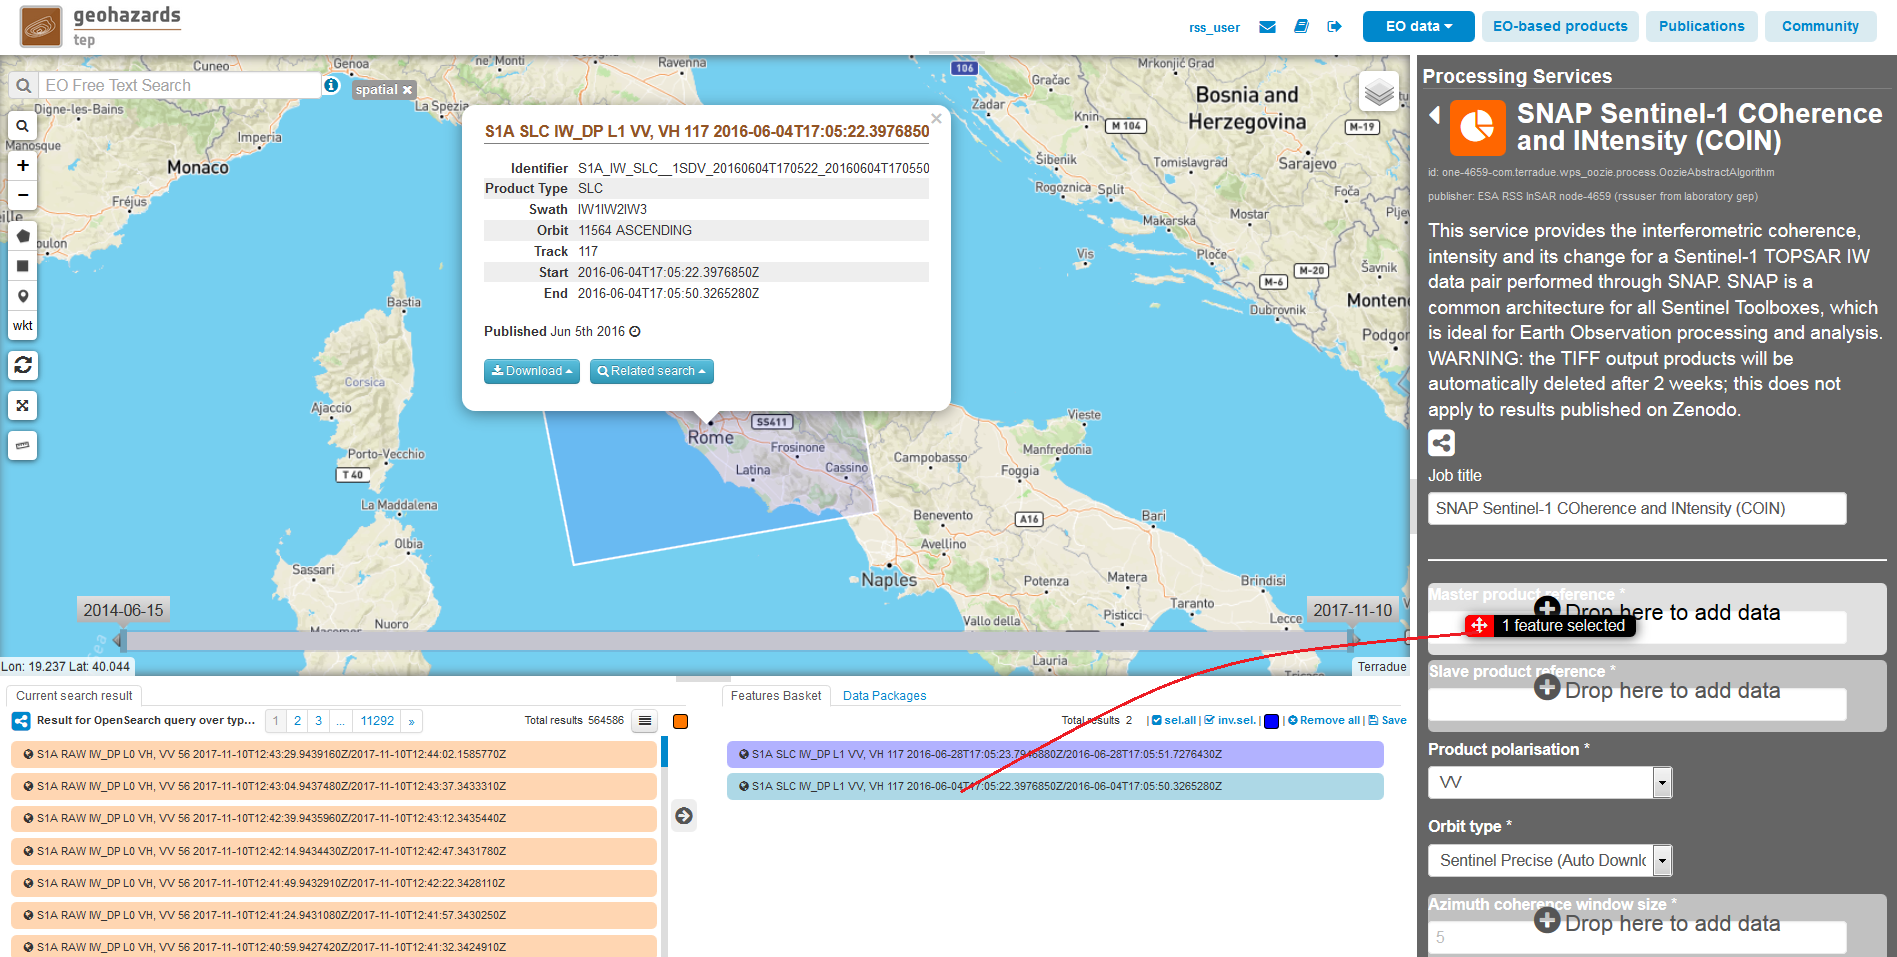 geohazards
tep
rss_user
EO data
EO-based products
Publications
Community
EO Free Text Search
spatial ×
Cuneo
Genoa
Bologna
ne'Monti
Ravenna
Digne-les-Bains
La Spezia
Imperia
Manosque
Monaco
Fréjus
oulon
wkt
106
Mrkonjić Grad
Gračac
Zadar
Bosnia and
Herzegovina
Knin
M 104
M-19
Šibenik
Tomislavgrad
Sarajevo
Rogoznica
Split
Foča
Makarska
Mostar
Vis
Ploče
M-20
M-6
Šavnik
Dubrovnik
Monten
Podgor
Bastia
Corsica
Ajaccio
Porto-Vecchio
T 40
La Maddalena
Olbia
Sassari
Nuoro
Macomer
S1A SLC IW_DP L1 VV, VH 117 2016-06-04T17:05:22.3976850
Identifier S1A_IW_SLC__1SDV_20160604T170522_20160604T170550
Product Type SLC
Swath IW1IW2IW3
Orbit 11564 ASCENDING
Track 117
Start 2016-06-04T17:05:22.3976850Z
End 2016-06-04T17:05:50.3265280Z
Published Jun 5th 2016
Download
Related search
SS411
Rome
Frosinone
Latina
Cassino
Campobasso
Vieste
Manfredonia
Foggia
Benevento
A16
Bari
Avellino
Naples
Potenza
Matera
Brindisi
Taranto
Pisticci
Lecce
Vallo della
Lauria
2014-06-15
2017-11-10
Lon: 19.237 Lat: 40.044
Terradue
Processing Services
SNAP Sentinel-1 COherence
and INtensity (COIN)
id: one-4659-com.terradue.wps_oozie.process.OozieAbstractAlgorithm
publisher: ESA RSS InSAR node-4659 (rssuser from laboratory gep)
This service provides the interferometric coherence,
intensity and its change for a Sentinel-1 TOPSAR IW
data pair performed through SNAP. SNAP is a
common architecture for all Sentinel Toolboxes, which
is ideal for Earth Observation processing and analysis.
WARNING: the TIFF output products will be
automatically deleted after 2 weeks; this does not
apply to results published on Zenodo.
Job title
SNAP Sentinel-1 COherence and INtensity (COIN)
Master product reference *
Drop here to add data
1 feature selected
Slave product reference *
Drop here to add data
Product polarisation *
VV
Orbit type *
Sentinel Precise (Auto Downlo
Azimuth coherence window size *
Drop here to add data
5
Current search result
Result for OpenSearch query over typ...
1 2 3 ... 11292 »
Total results 564586
S1A RAW IW_DP L0 VH, VV 56 2017-11-10T12:43:29.9439160Z/2017-11-10T12:44:02.1585770Z
S1A RAW IW_DP L0 VH, VV 56 2017-11-10T12:43:04.9437480Z/2017-11-10T12:43:37.3433310Z
S1A RAW IW_DP L0 VH, VV 56 2017-11-10T12:42:39.9435960Z/2017-11-10T12:43:12.3435440Z
S1A RAW IW_DP L0 VH, VV 56 2017-11-10T12:42:14.9434430Z/2017-11-10T12:42:47.3431780Z
S1A RAW IW_DP L0 VH, VV 56 2017-11-10T12:41:49.9432910Z/2017-11-10T12:42:22.3428110Z
S1A RAW IW_DP L0 VH, VV 56 2017-11-10T12:41:24.9431080Z/2017-11-10T12:41:57.3430250Z
S1A RAW IW_DP L0 VH, VV 56 2017-11-10T12:40:59.9427420Z/2017-11-10T12:41:32.3424910Z
Features Basket
Data Packages
Total results 2 | sel.all | inv.sel. | | Remove all | Save
S1A SLC IW_DP L1 VV, VH 117 2016-06-28T17:05:23.7946880Z/2016-06-28T17:05:51.7276430Z
S1A SLC IW_DP L1 VV, VH 117 2016-06-04T17:05:22.3976850Z/2016-06-04T17:05:50.3265280Z